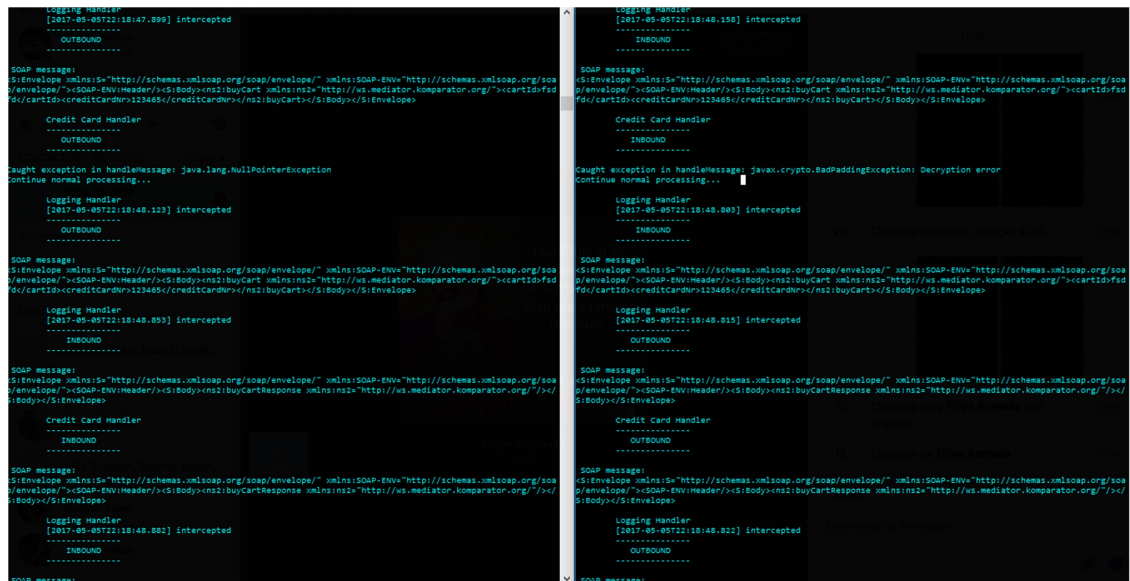 Logging Handler
[2017-05-05T22:18:47.899] intercepted
---------------
OUTBOUND
---------------
SOAP message:
<S:Envelope xmlns:S="http://schemas.xmlsoap.org/soap/envelope/" xmlns:SOAP-ENV="http://schemas.xmlsoap.org/soa
p/envelope/"><SOAP-ENV:Header/><S:Body><ns2:buyCart xmlns:ns2="http://ws.mediator.komparator.org/"><cartId>fsd
fd</cartId><creditCardNr>123465</creditCardNr></ns2:buyCart></S:Body></S:Envelope>
Credit Card Handler
---------------
OUTBOUND
---------------
Caught exception in handleMessage: java.lang.NullPointerException
Continue normal processing...
Logging Handler
[2017-05-05T22:18:48.123] intercepted
---------------
OUTBOUND
---------------
SOAP message:
<S:Envelope xmlns:S="http://schemas.xmlsoap.org/soap/envelope/" xmlns:SOAP-ENV="http://schemas.xmlsoap.org/soa
p/envelope/"><SOAP-ENV:Header/><S:Body><ns2:buyCart xmlns:ns2="http://ws.mediator.komparator.org/"><cartId>fsd
fd</cartId><creditCardNr>123465</creditCardNr></ns2:buyCart></S:Body></S:Envelope>
Logging Handler
[2017-05-05T22:18:48.853] intercepted
---------------
INBOUND
---------------
SOAP message:
<S:Envelope xmlns:S="http://schemas.xmlsoap.org/soap/envelope/" xmlns:SOAP-ENV="http://schemas.xmlsoap.org/soa
p/envelope/"><SOAP-ENV:Header/><S:Body><ns2:buyCartResponse xmlns:ns2="http://ws.mediator.komparator.org/"/></
S:Body></S:Envelope>
Credit Card Handler
---------------
INBOUND
---------------
SOAP message:
<S:Envelope xmlns:S="http://schemas.xmlsoap.org/soap/envelope/" xmlns:SOAP-ENV="http://schemas.xmlsoap.org/soa
p/envelope/"><SOAP-ENV:Header/><S:Body><ns2:buyCartResponse xmlns:ns2="http://ws.mediator.komparator.org/"/></
S:Body></S:Envelope>
Logging Handler
[2017-05-05T22:18:48.882] intercepted
---------------
INBOUND
---------------
SOAP message:
Logging Handler
[2017-05-05T22:18:48.158] intercepted
---------------
INBOUND
---------------
SOAP message:
<S:Envelope xmlns:S="http://schemas.xmlsoap.org/soap/envelope/" xmlns:SOAP-ENV="http://schemas.xmlsoap.org/soa
p/envelope/"><SOAP-ENV:Header/><S:Body><ns2:buyCart xmlns:ns2="http://ws.mediator.komparator.org/"><cartId>fsd
fd</cartId><creditCardNr>123465</creditCardNr></ns2:buyCart></S:Body></S:Envelope>
Credit Card Handler
---------------
INBOUND
---------------
Caught exception in handleMessage: javax.crypto.BadPaddingException: Decryption error
Continue normal processing...
Logging Handler
[2017-05-05T22:18:48.803] intercepted
---------------
INBOUND
---------------
SOAP message:
<S:Envelope xmlns:S="http://schemas.xmlsoap.org/soap/envelope/" xmlns:SOAP-ENV="http://schemas.xmlsoap.org/soa
p/envelope/"><SOAP-ENV:Header/><S:Body><ns2:buyCart xmlns:ns2="http://ws.mediator.komparator.org/"><cartId>fsd
fd</cartId><creditCardNr>123465</creditCardNr></ns2:buyCart></S:Body></S:Envelope>
Logging Handler
[2017-05-05T22:18:48.815] intercepted
---------------
OUTBOUND
---------------
SOAP message:
<S:Envelope xmlns:S="http://schemas.xmlsoap.org/soap/envelope/" xmlns:SOAP-ENV="http://schemas.xmlsoap.org/soa
p/envelope/"><SOAP-ENV:Header/><S:Body><ns2:buyCartResponse xmlns:ns2="http://ws.mediator.komparator.org/"/></
S:Body></S:Envelope>
Credit Card Handler
---------------
OUTBOUND
---------------
SOAP message:
<S:Envelope xmlns:S="http://schemas.xmlsoap.org/soap/envelope/" xmlns:SOAP-ENV="http://schemas.xmlsoap.org/soa
p/envelope/"><SOAP-ENV:Header/><S:Body><ns2:buyCartResponse xmlns:ns2="http://ws.mediator.komparator.org/"/></
S:Body></S:Envelope>
Logging Handler
[2017-05-05T22:18:48.822] intercepted
---------------
OUTBOUND
---------------
SOAP message: